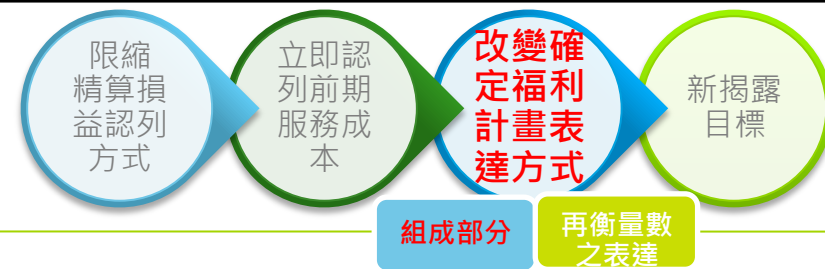 限縮
精算損
益認列
方式
立即認
列前期
服務成
本
改變確
定福利
計畫表
達方式
新揭露
目標
組成部分
再衡量數
之表達